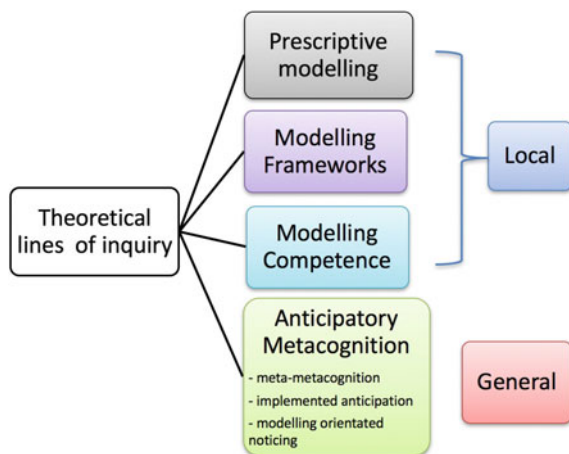 Prescriptive
modelling
Modelling
Frameworks
Local
Theoretical
lines of inquiry
Modelling
Competence
Anticipatory
Metacognition
- meta-metacognition
- implemented anticipation
- modelling orientated
noticing
General